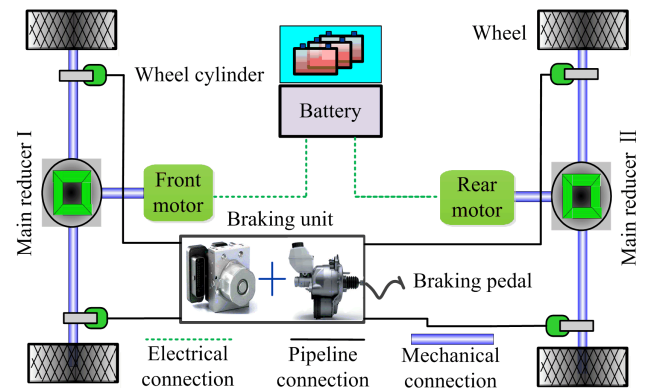 Wheel
Wheel cylinder
Battery
Main reducer I
Front
motor
Rear
motor
Main reducer II
Braking unit
Braking pedal
Electrical
connection
Pipeline
connection
Mechanical
connection